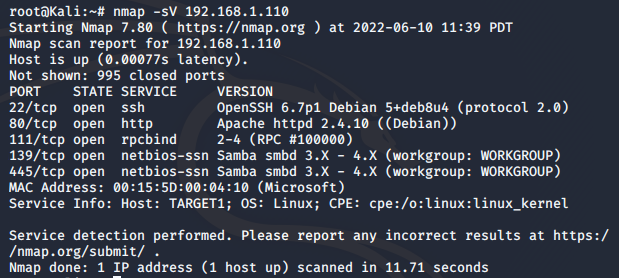 root@Kali:~# nmap -sV 192.168.1.110
Starting Nmap 7.80 ( https://nmap.org ) at 2022-06-10 11:39 PDT
Nmap scan report for 192.168.1.110
Host is up (0.00077s latency).
Not shown: 995 closed ports
PORT    STATE SERVICE     VERSION
22/tcp  open  ssh         OpenSSH 6.7p1 Debian 5+deb8u4 (protocol 2.0)
80/tcp  open  http        Apache httpd 2.4.10 ((Debian))
111/tcp open  rpcbind     2-4 (RPC #100000)
139/tcp open  netbios-ssn Samba smbd 3.X - 4.X (workgroup: WORKGROUP)
445/tcp open  netbios-ssn Samba smbd 3.X - 4.X (workgroup: WORKGROUP)
MAC Address: 00:15:5D:00:04:10 (Microsoft)
Service Info: Host: TARGET1; OS: Linux; CPE: cpe:/o:linux:linux_kernel

Service detection performed. Please report any incorrect results at https:/
/nmap.org/submit/ .
Nmap done: 1 IP address (1 host up) scanned in 11.71 seconds